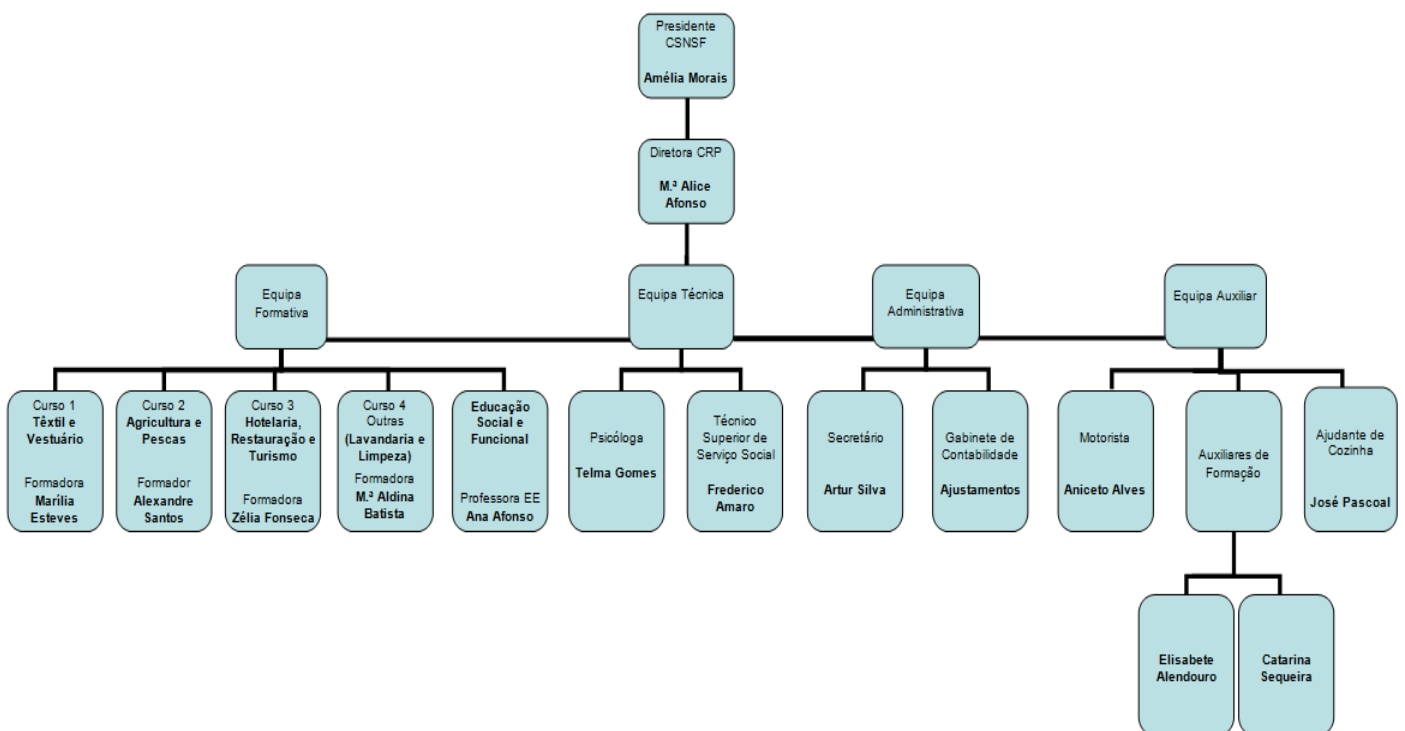 Presidente
CSNSF
Amélia Morais
Diretora CRP
M.ª Alice
Afonso
Equipa
Formativa
Equipa Técnica
Equipa
Administrativa
Equipa Auxiliar
Curso 1
Têxtil e
Vestuário
Formadora
Marília
Esteves
Curso 2
Agricultura e
Pescas
Formador
Alexandre
Santos
Curso 3
Hotelaria,
Restauração e
Turismo
Formadora
Zélia Fonseca
Curso 4
Outras
(Lavandaria e
Limpeza)
Formadora
M.ª Aldina
Batista
Educação
Social e
Funcional
Professora EE
Ana Afonso
Psicóloga
Telma Gomes
Técnico
Superior de
Serviço Social
Frederico
Amaro
Secretário
Artur Silva
Gabinete de
Contabilidade
Ajustamentos
Motorista
Aniceto Alves
Auxiliares de
Formação
Ajudante de
Cozinha
José Pascoal
Elisabete
Alendouro
Catarina
Sequeira